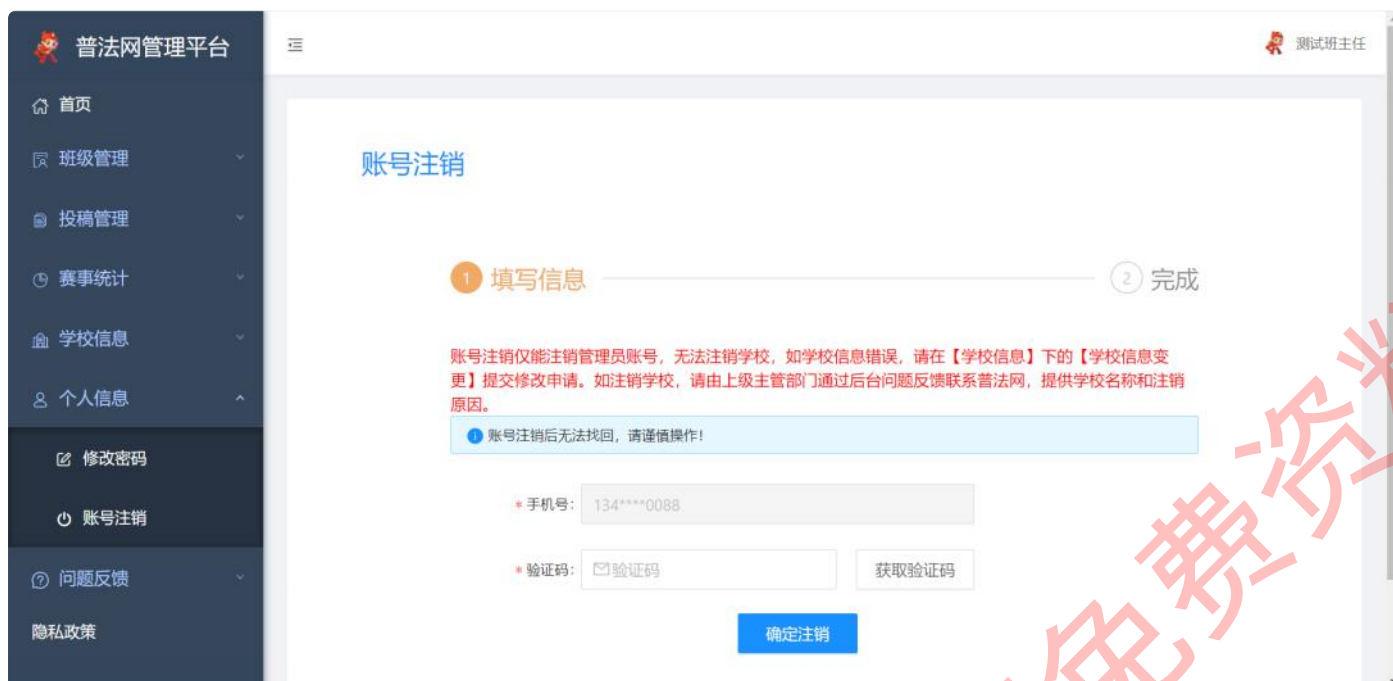 普法网管理平台
测试班主任
首页
班级管理
投稿管理
赛事统计
学校信息
个人信息
修改密码
账号注销
问题反馈
隐私政策
账号注销
1 填写信息
2 完成
账号注销仅能注销管理员账号，无法注销学校，如学校信息错误，请在【学校信息】下的【学校信息变
更】提交修改申请。如注销学校，请由上级主管部门通过后台问题反馈联系普法网，提供学校名称和注销
原因。
账号注销后无法找回，请谨慎操作！
* 手机号： 134****0088
* 验证码： 验证码 获取验证码
确定注销
免费资料